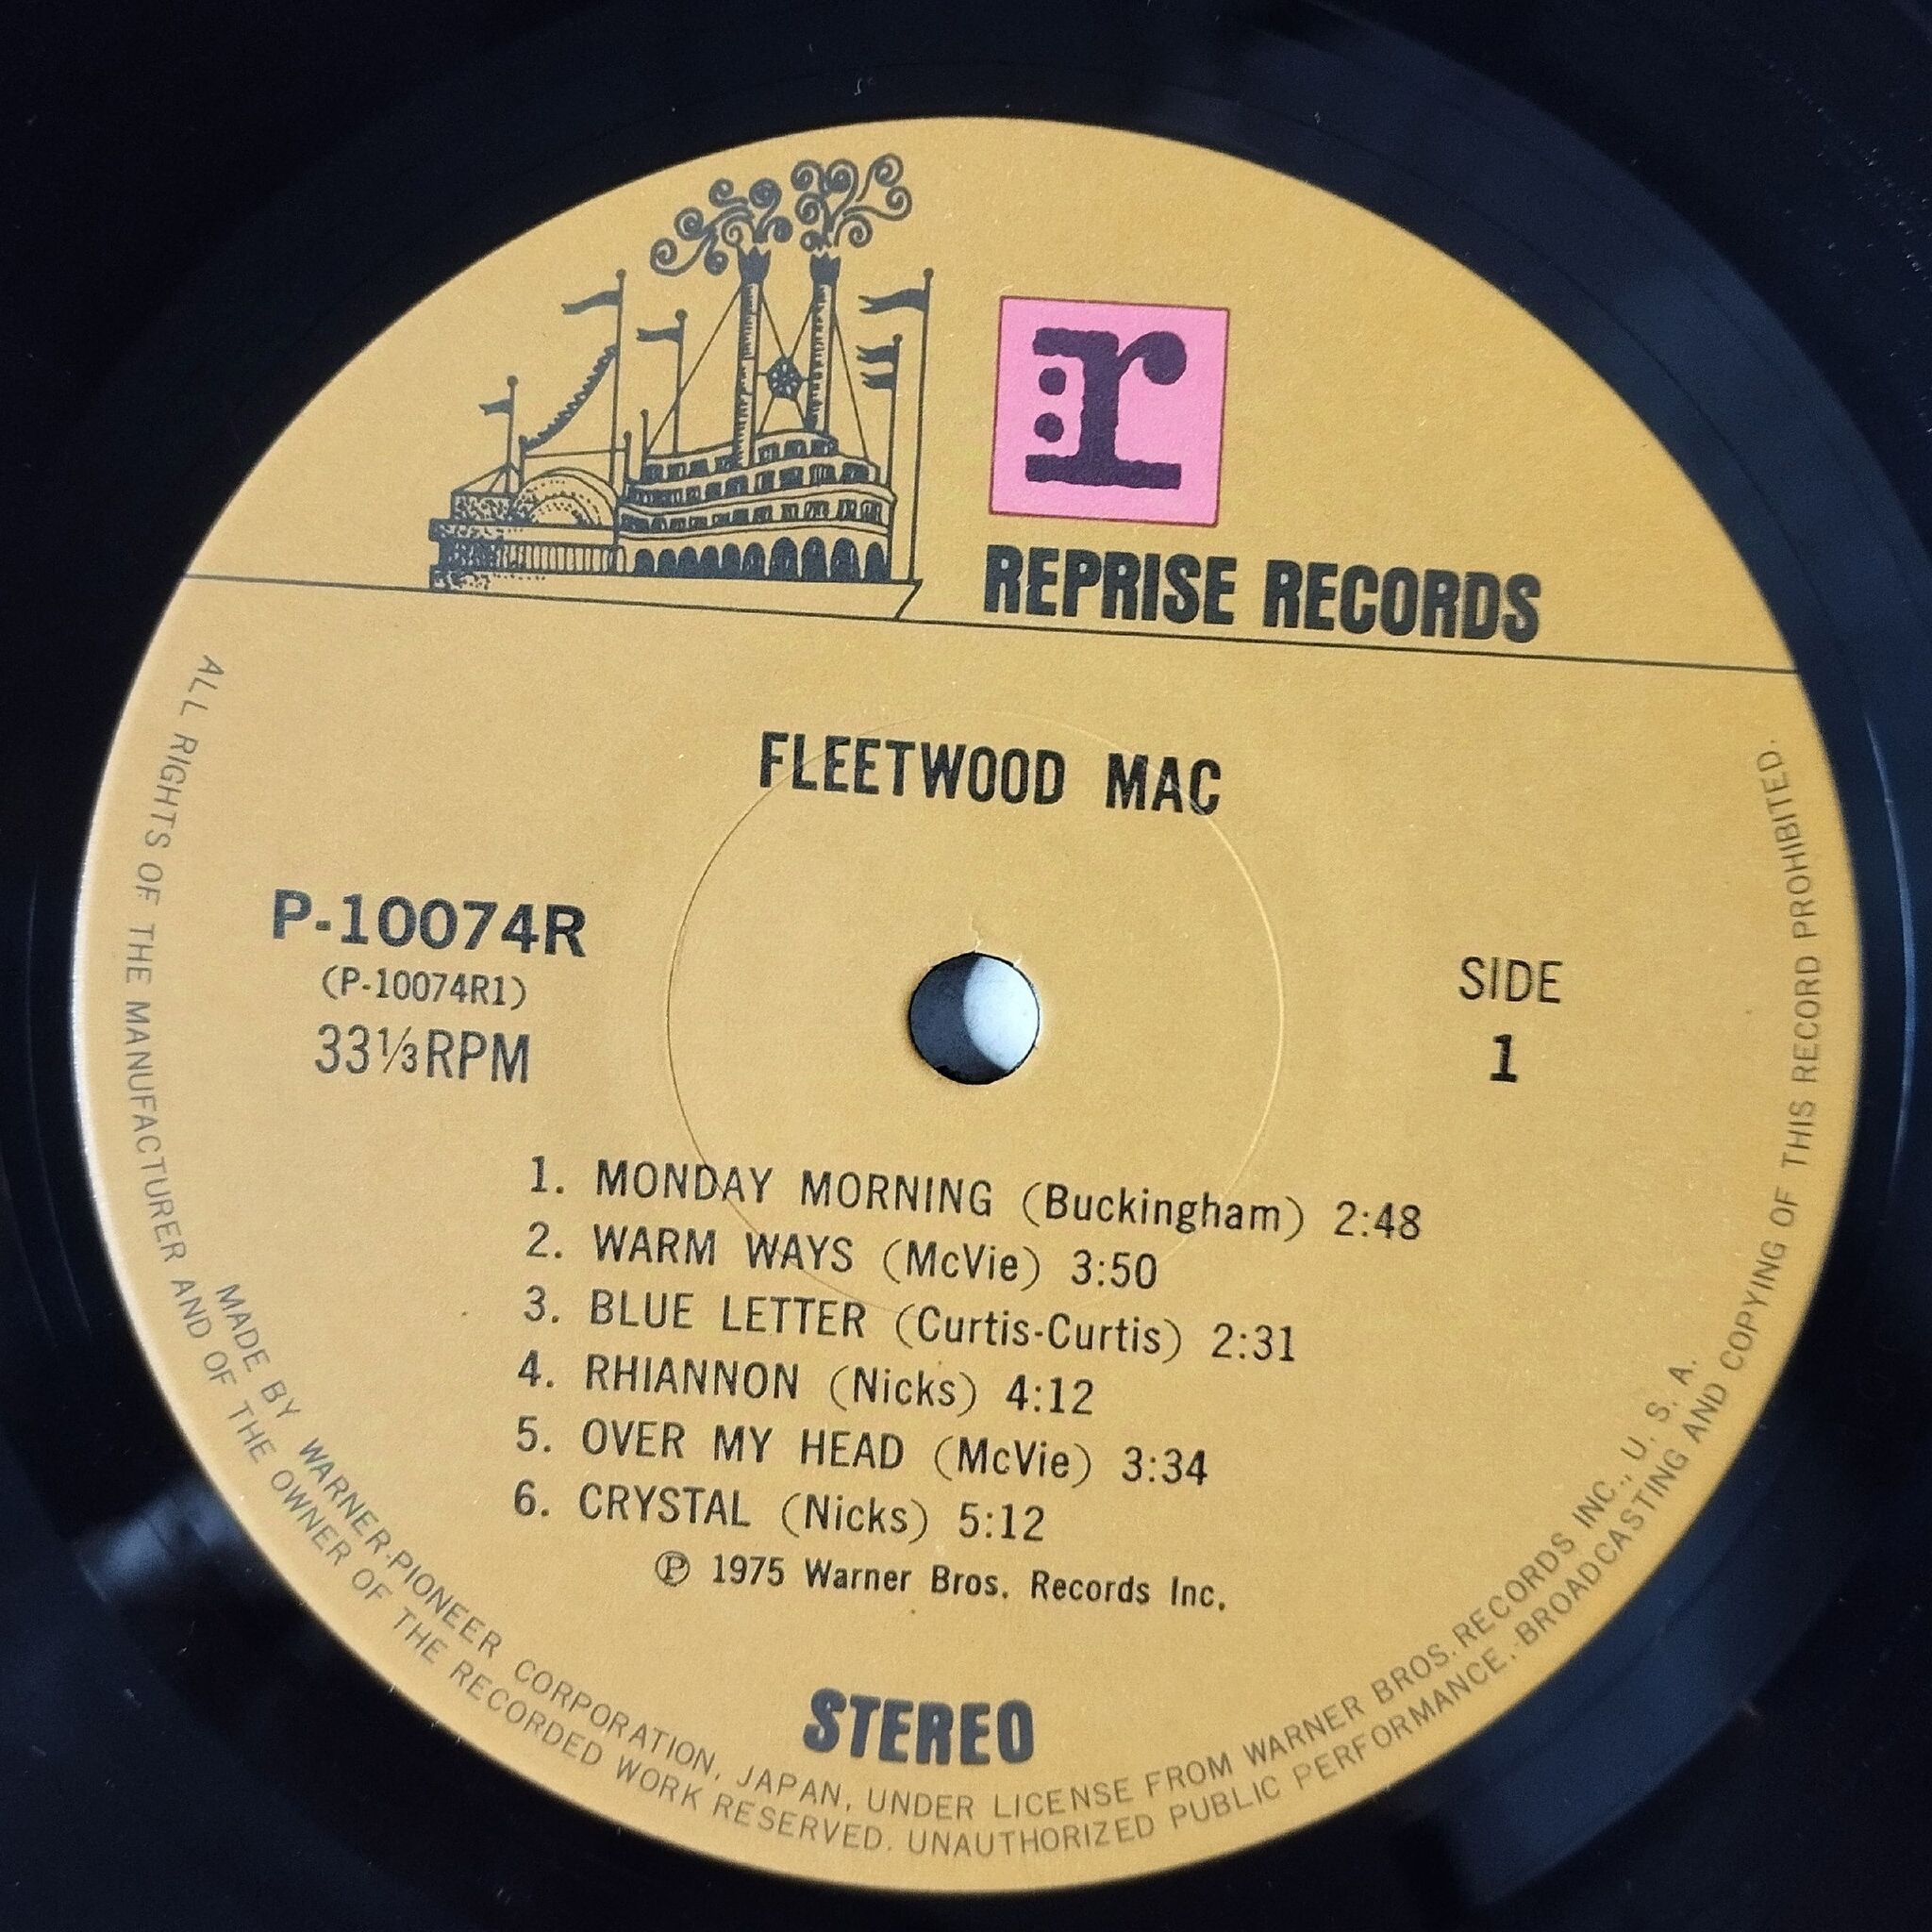 r
REPRISE RECORDS
FLEETWOOD MAC
P-10074R
(P-10074R1)
33⅓RPM
SIDE
1
1. MONDAY MORNING (Buckingham) 2:48
2. WARM WAYS (McVie) 3:50
3. BLUE LETTER (Curtis-Curtis) 2:31
4. RHIANNON (Nicks) 4:12
5. OVER MY HEAD (McVie) 3:34
6. CRYSTAL (Nicks) 5:12
℗ 1975 Warner Bros. Records Inc.
STEREO
MADE BY WARNER-PIONEER CORPORATION, JAPAN, UNDER LICENSE FROM WARNER BROS. RECORDS INC., U. S. A.
ALL RIGHTS OF THE MANUFACTURER AND OF THE OWNER OF THE RECORDED WORK RESERVED. UNAUTHORIZED PUBLIC PERFORMANCE, BROADCASTING AND COPYING OF THIS RECORD PROHIBITED.